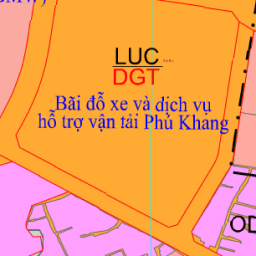 LUC
DGT
Bãi đỗ xe và dịch vụ
hỗ trợ vận tải Phủ Khang
OD